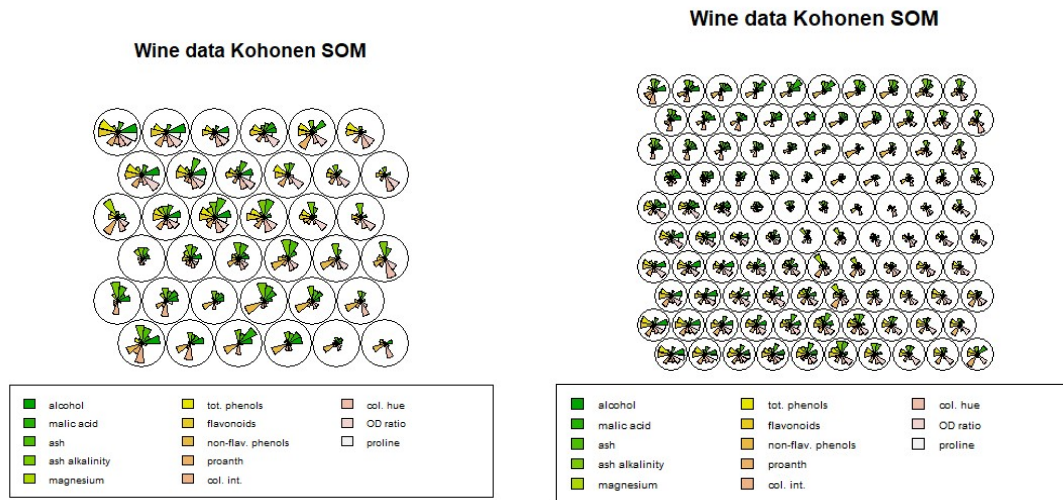 Wine data Kohonen SOM
alcohol
malic acid
ash
ash alkalinity
magnesium
tot. phenols
flavonoids
non-flav. phenols
proanth
col. int.
col. hue
OD ratio
proline
Wine data Kohonen SOM
alcohol
malic acid
ash
ash alkalinity
magnesium
tot. phenols
flavonoids
non-flav. phenols
proanth
col. int.
col. hue
OD ratio
proline